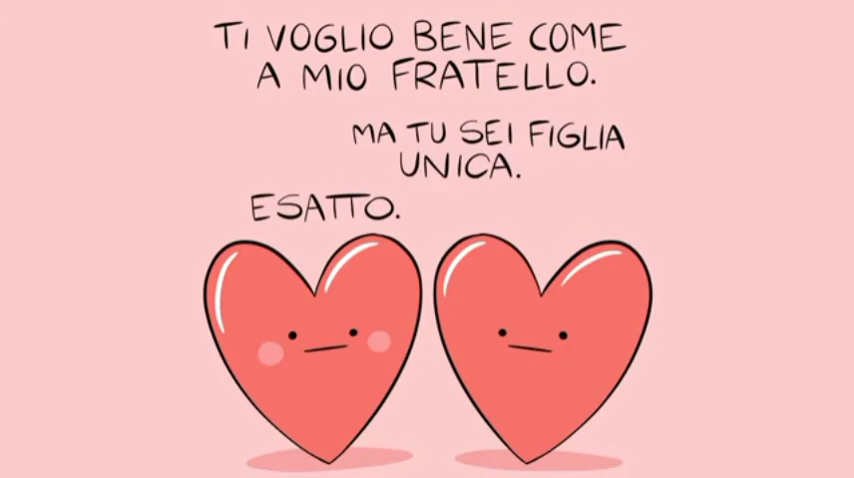 TI VOGLIO BENE COME
A MIO FRATELLO.
MA TU SEI FIGLIA
UNICA.
ESATTO.